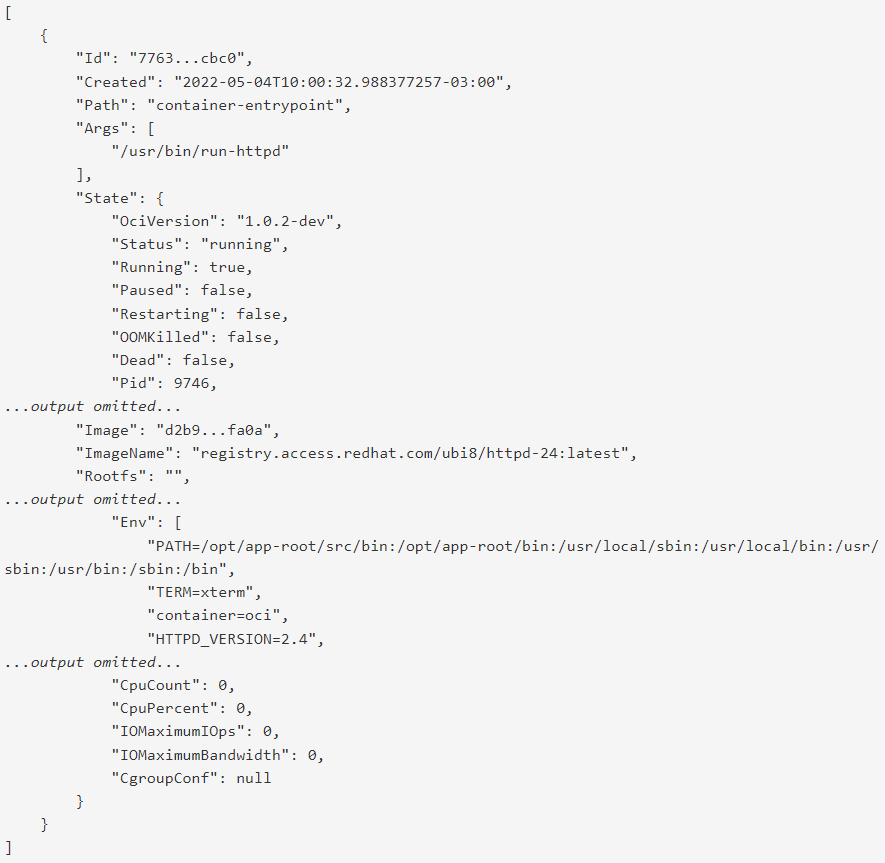 [
    {
        "Id": "7763...cbc0",
        "Created": "2022-05-04T10:00:32.988377257-03:00",
        "Path": "container-entrypoint",
        "Args": [
            "/usr/bin/run-httpd"
        ],
        "State": {
            "OciVersion": "1.0.2-dev",
            "Status": "running",
            "Running": true,
            "Paused": false,
            "Restarting": false,
            "OOMKilled": false,
            "Dead": false,
            "Pid": 9746,
...output omitted...
        "Image": "d2b9...fa0a",
        "ImageName": "registry.access.redhat.com/ubi8/httpd-24:latest",
        "Rootfs": "",
...output omitted...
            "Env": [
                "PATH=/opt/app-root/src/bin:/opt/app-root/bin:/usr/local/sbin:/usr/local/bin:/usr/
sbin:/usr/bin:/sbin:/bin",
                "TERM=xterm",
                "container=oci",
                "HTTPD_VERSION=2.4",
...output omitted...
            "CpuCount": 0,
            "CpuPercent": 0,
            "IOMaximumIOps": 0,
            "IOMaximumBandwidth": 0,
            "CgroupConf": null
        }
    }
]